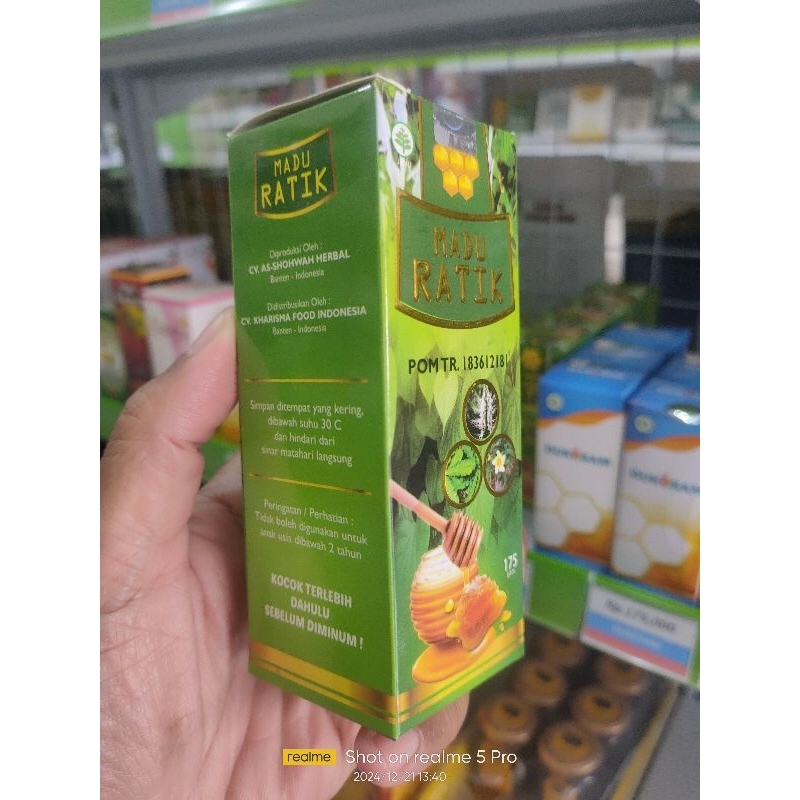 MADU
RATIK
Diproduksi Oleh :
CV. AS-SHOHWAH HERBAL
Banten - Indonesia
Didistribusikan Oleh :
CV. KHARISMA FOOD INDONESIA
Banten - Indonesia
Simpan ditempat yang kering,
dibawah suhu 30 C
dan hindari dari
sinar matahari langsung
Peringatan / Perhatian :
Tidak boleh digunakan untuk
anak usia dibawah 2 tahun
KOCOK TERLEBIH
DAHULU
SEBELUM DIMINUM !
MADU
RATIK
POM TR. 183612181
175
realme
Shot on realme 5 Pro
2024-12-21 13:40